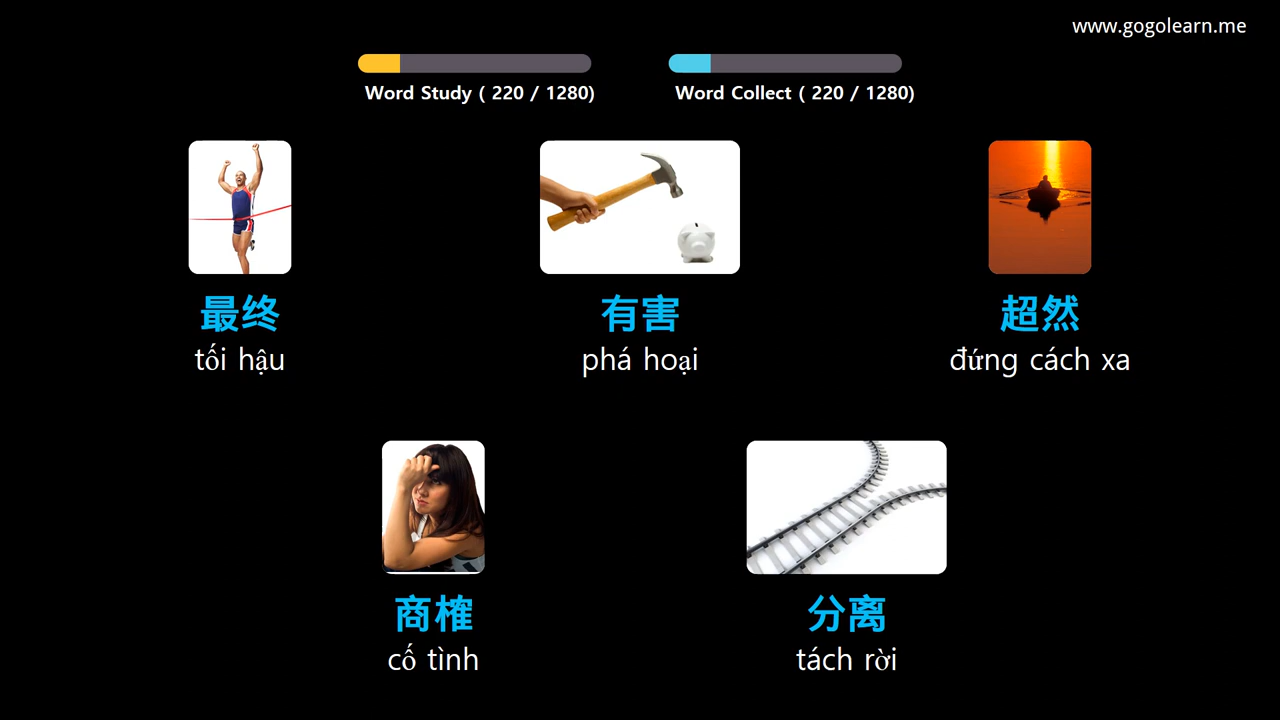 www.gogolearn.me
Word Study ( 220 / 1280)
Word Collect ( 220 / 1280)
最终
tối hậu
有害
phá hoại
超然
đứng cách xa
商榷
cố tình
分离
tách rời